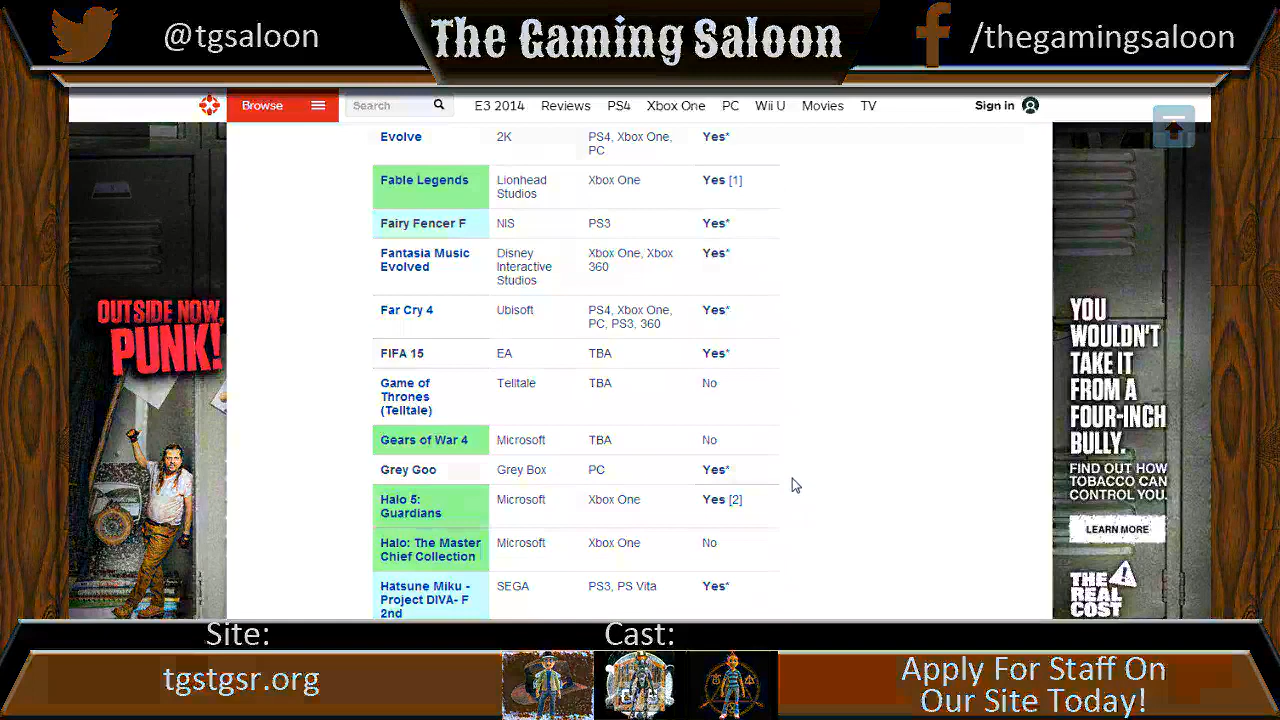 @tgsaloon
The Gaming Saloon
/thegamingsaloon
Browse
Search
E3 2014 Reviews PS4 Xbox One PC Wii U Movies TV
Sign in
Evolve 2K PS4, Xbox One, Yes*
PC
Fable Legends Lionhead Xbox One Yes [1]
Studios
Fairy Fencer F NIS PS3 Yes*
Fantasia Music Disney Xbox One, Xbox Yes*
Evolved Interactive 360
Studios
Far Cry 4 Ubisoft PS4, Xbox One, Yes*
PC, PS3, 360
FIFA 15 EA TBA Yes*
Game of Telltale TBA No
Thrones
(Telltale)
Gears of War 4 Microsoft TBA No
Grey Goo Grey Box PC Yes*
Halo 5: Microsoft Xbox One Yes [2]
Guardians
Halo: The Master Microsoft Xbox One No
Chief Collection
Hatsune Miku - SEGA PS3, PS Vita Yes*
Project DIVA- F
2nd
OUTSIDE NOW,
PUNK!
YOU
WOULDN'T
TAKE IT
FROM A
FOUR-INCH
BULLY.
FIND OUT HOW
TOBACCO CAN
CONTROL YOU.
LEARN MORE
THE
REAL
COST
Site:
tgstgsr.org
Cast:
Apply For Staff On
Our Site Today!